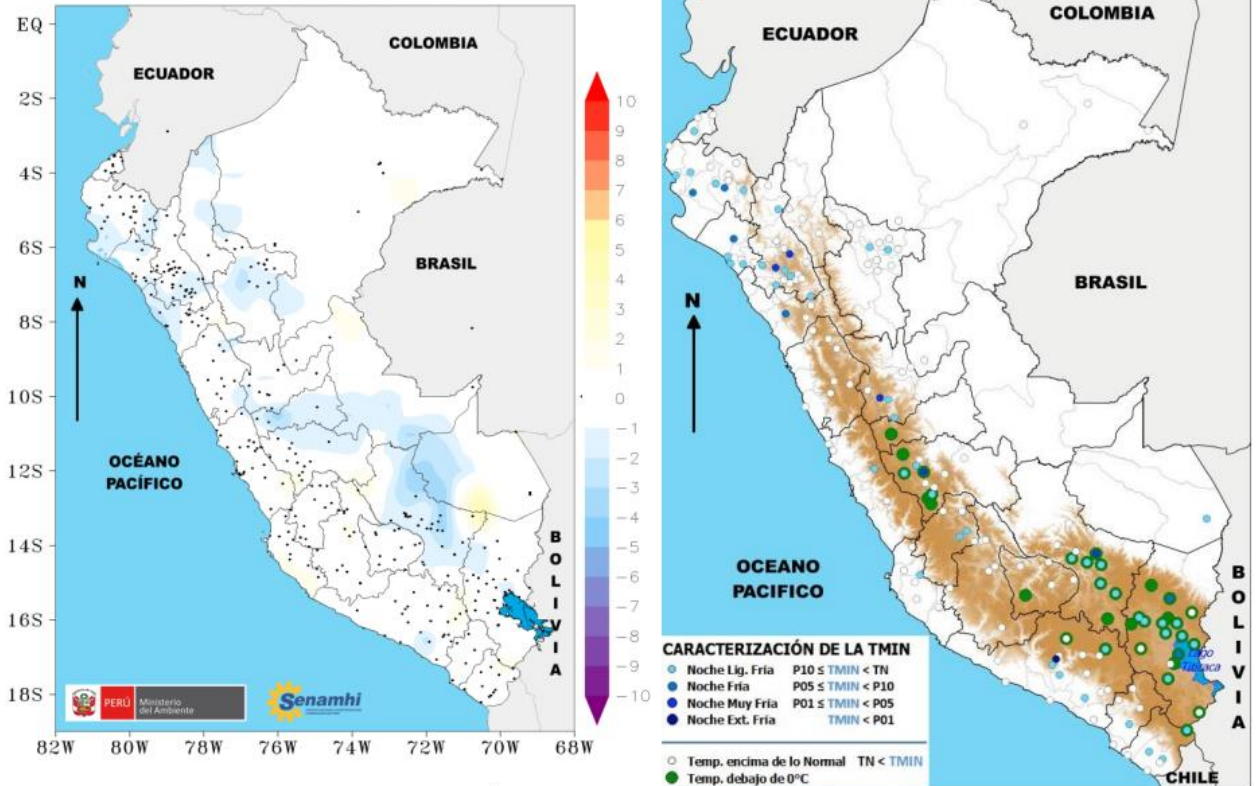 EQ
2S
4S
6S
8S
10S
12S
14S
16S
18S
82W 80W 78W 76W 74W 72W 70W 68W
ECUADOR
COLOMBIA
BRASIL
N
OCÉANO
PACÍFICO
B
O
L
I
V
I
A
PERÚ
Ministerio
del Ambiente
Senamhi
10
9
8
7
6
5
4
3
2
1
0
-1
-2
-3
-4
-5
-6
-7
-8
-9
-10
ECUADOR
COLOMBIA
BRASIL
N
OCEANO
PACIFICO
B
O
L
I
V
I
A
Lago
Titicaca
CHILE
CARACTERIZACIÓN DE LA TMIN
Noche Lig. Fría P10 ≤ TMIN < TN
Noche Fría P05 ≤ TMIN < P10
Noche Muy Fría P01 ≤ TMIN < P05
Noche Ext. Fría TMIN < P01
Temp. encima de lo Normal TN < TMIN
Temp. debajo de 0°C